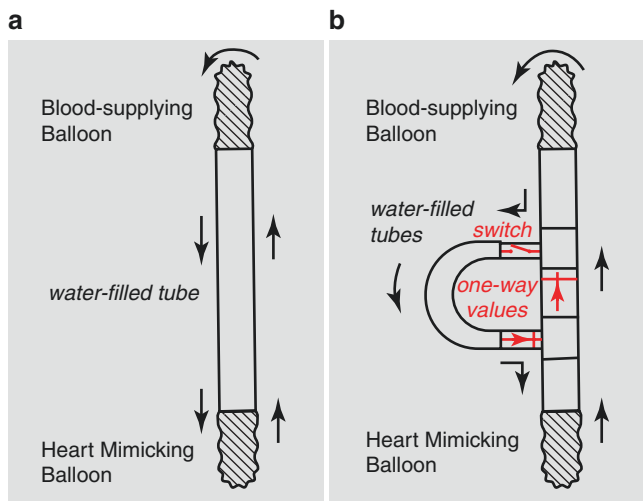 a
Blood-supplying
Balloon
water-filled tube
Heart Mimicking
Balloon
b
Blood-supplying
Balloon
water-filled
tubes
switch
one-way
values
Heart Mimicking
Balloon